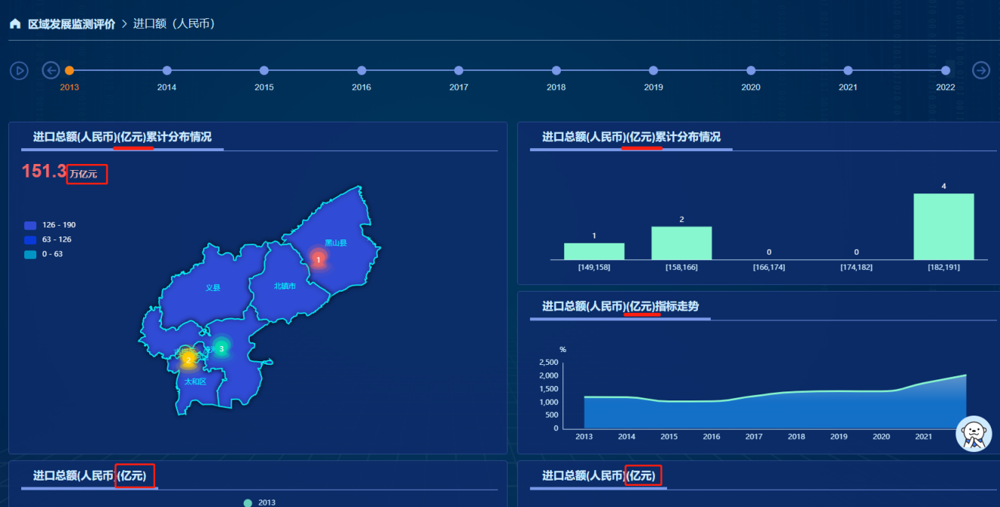 区域发展监测评价 > 进口额（人民币）
2013 2014 2015 2016 2017 2018 2019 2020 2021 2022
进口总额(人民币)(亿元)累计分布情况
151.3 万亿元
126 - 190
63 - 126
0 - 63
黑山县
1
义县
北镇市
3
2
太和区
进口总额(人民币)(亿元)累计分布情况
4
2
1
0 0
[149,158] [158,166] [166,174] [174,182] [182,191]
进口总额(人民币)(亿元)指标走势
%
2,500
2,000
1,500
1,000
500
0
2013 2014 2015 2016 2017 2018 2019 2020 2021
进口总额(人民币)(亿元)
2013
进口总额(人民币)(亿元)